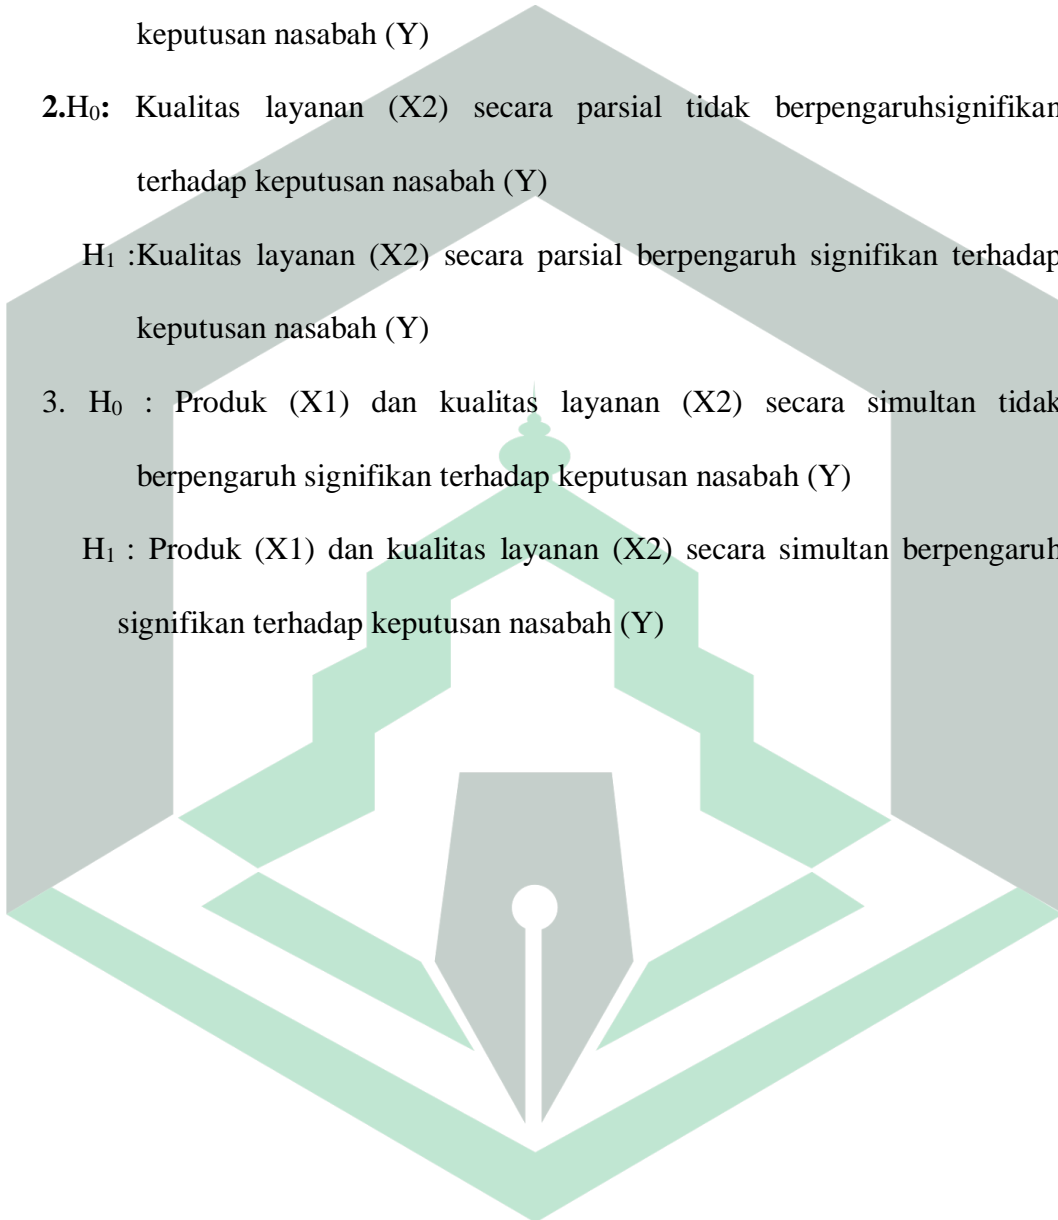 keputusan nasabah (Y)
2.H₀: Kualitas layanan (X2) secara parsial tidak berpengaruhsignifikan
terhadap keputusan nasabah (Y)
H₁ :Kualitas layanan (X2) secara parsial berpengaruh signifikan terhadap
keputusan nasabah (Y)
3. H₀ : Produk (X1) dan kualitas layanan (X2) secara simultan tidak
berpengaruh signifikan terhadap keputusan nasabah (Y)
H₁ : Produk (X1) dan kualitas layanan (X2) secara simultan berpengaruh
signifikan terhadap keputusan nasabah (Y)